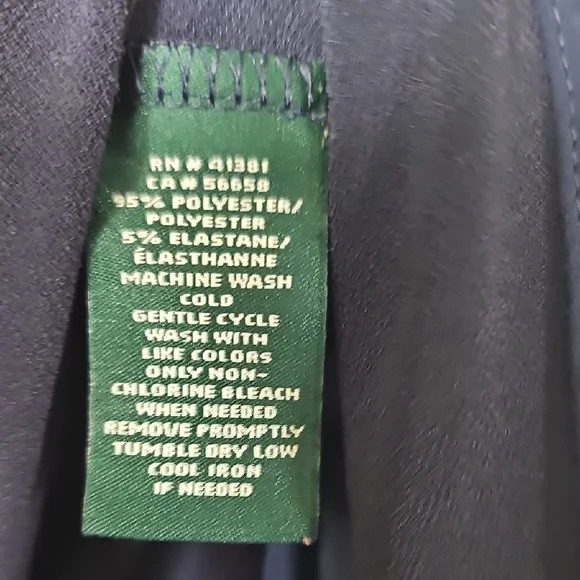 RN # 41381
CA # 56658
95% POLYESTER/
POLYESTER
5% ELASTANE/
ÉLASTHANNE
MACHINE WASH
COLD
GENTLE CYCLE
WASH WITH
LIKE COLORS
ONLY NON-
CHLORINE BLEACH
WHEN NEEDED
REMOVE PROMPTLY
TUMBLE DRY LOW
COOL IRON
IF NEEDED